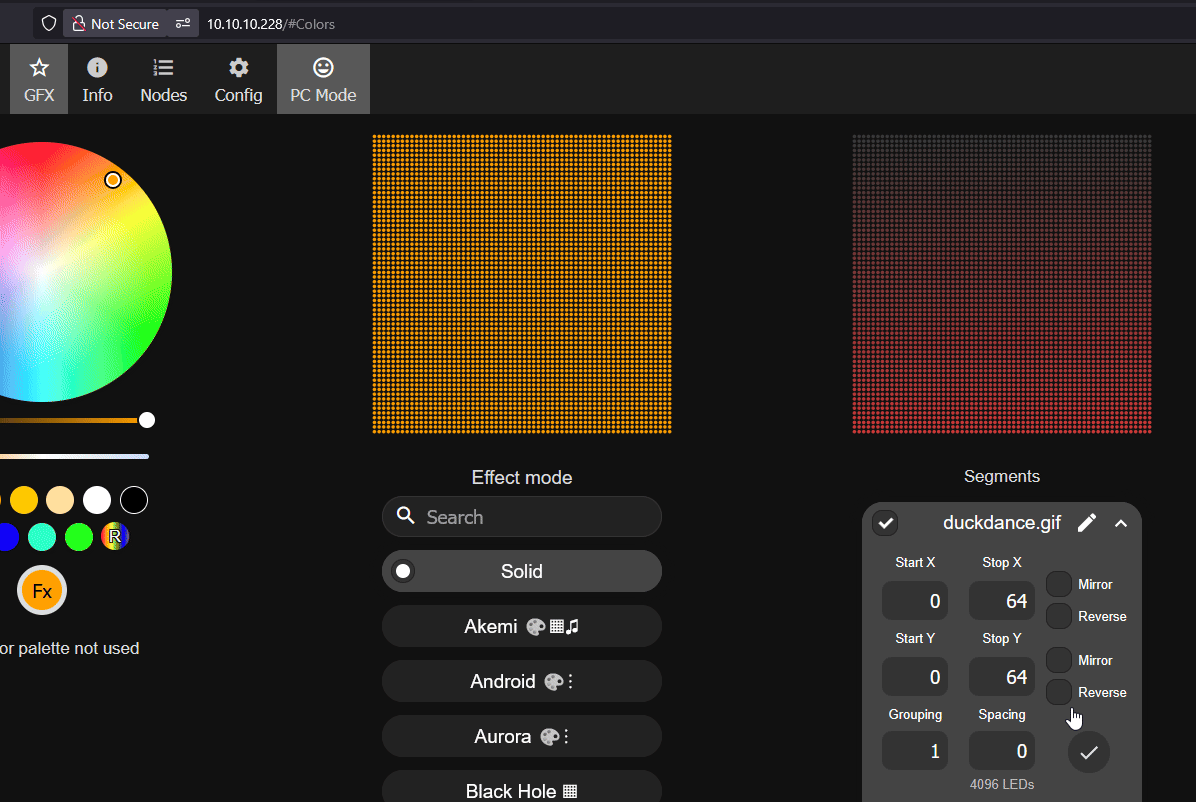 Not Secure 10.10.10.228/#Colors
GFX Info Nodes Config PC Mode
Effect mode
Search
Solid
Akemi
Android
Aurora
Black Hole
R
Fx
or palette not used
Segments
duckdance.gif
Start X Stop X
0 64
Mirror
Reverse
Start Y Stop Y
0 64
Mirror
Reverse
Grouping Spacing
1 0
4096 LEDs